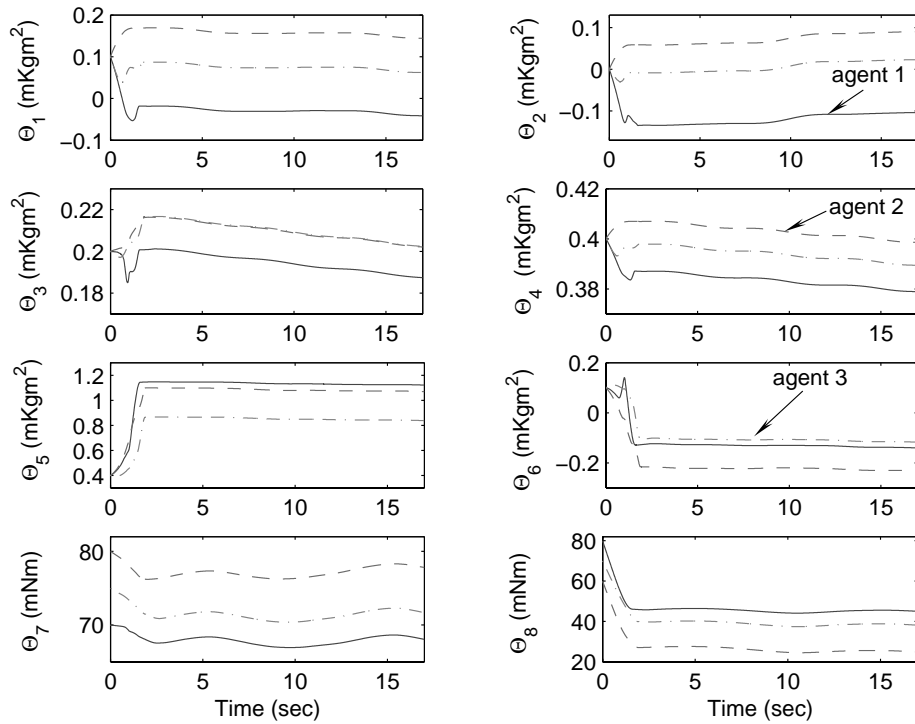 Θ1 (mKgm²)
0.2
0.1
0
−0.1
0 5 10 15
Θ2 (mKgm²)
0.1
0
−0.1
0 5 10 15
agent 1
Θ3 (mKgm²)
0.22
0.2
0.18
0 5 10 15
Θ4 (mKgm²)
0.42
0.4
0.38
0 5 10 15
agent 2
Θ5 (mKgm²)
1.2
1.0
0.8
0.6
0.4
0 5 10 15
Θ6 (mKgm²)
0.2
0
−0.2
0 5 10 15
agent 3
Θ7 (mNm)
80
70
0 5 10 15
Time (sec)
Θ8 (mNm)
80
60
40
20
0 5 10 15
Time (sec)